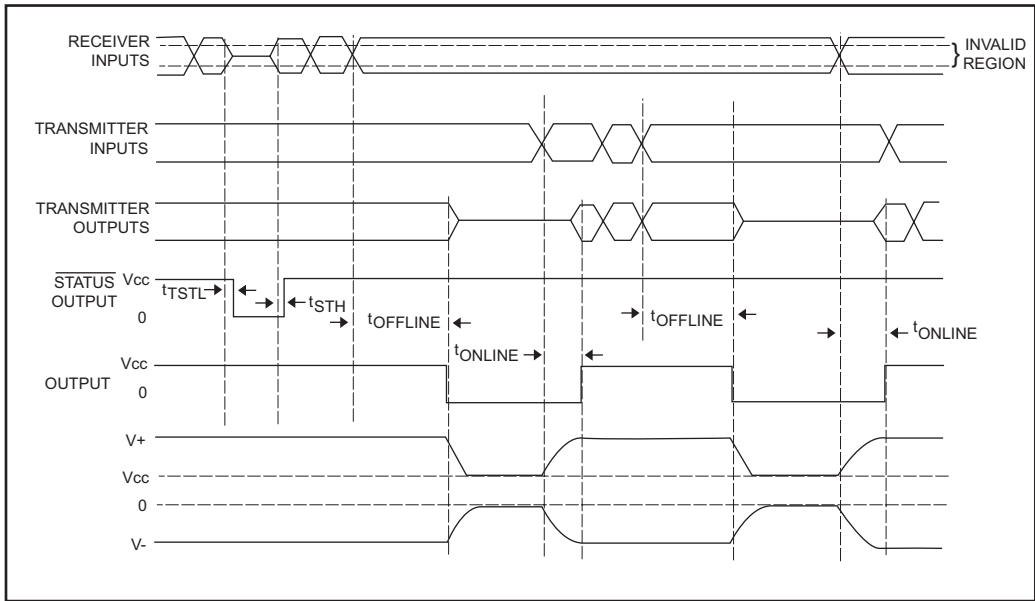 RECEIVER
INPUTS
INVALID
REGION
}
TRANSMITTER
INPUTS
TRANSMITTER
OUTPUTS
STATUS
OUTPUT
Vcc
0
tTSTL
tSTH
tOFFLINE
tONLINE
tOFFLINE
tONLINE
OUTPUT
Vcc
0
V+
Vcc
0
V-